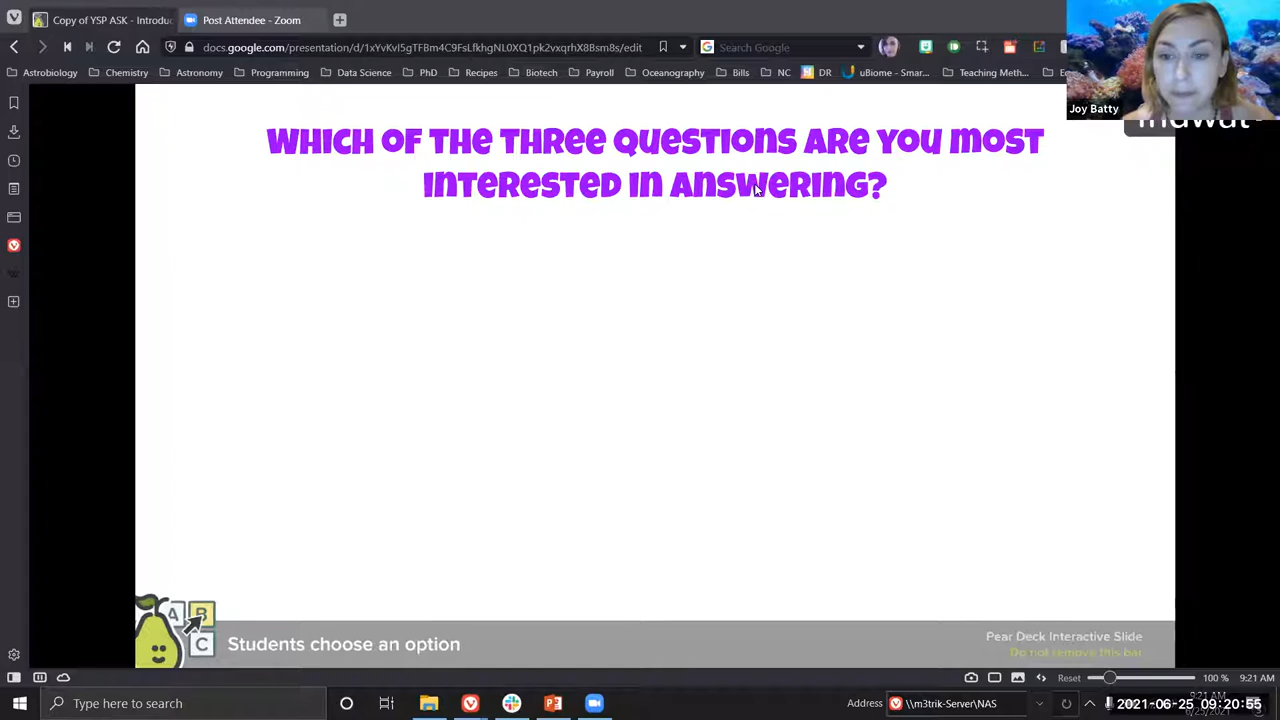 Copy of YSP ASK - Introduc
Post Attendee - Zoom
docs.google.com/presentation/d/1xYvKvI5gTFBm4C9FsLfkhgNL0XQ1pk2vxqrhX8Bsm8s/edit
Search Google
Astrobiology
Chemistry
Astronomy
Programming
Data Science
PhD
Recipes
Biotech
Payroll
Oceanography
Bills
NC
DR
uBiome - Smar...
Teaching Meth...
Joy Batty
Which of the three questions are you most
interested in answering?
A
B
C
Students choose an option
Pear Deck Interactive Slide
Do not remove this bar
Reset
100 %
9:21 AM
Type here to search
Address
\\m3trik-Server\NAS
9:21 AM
2021-06-25 09:20:55